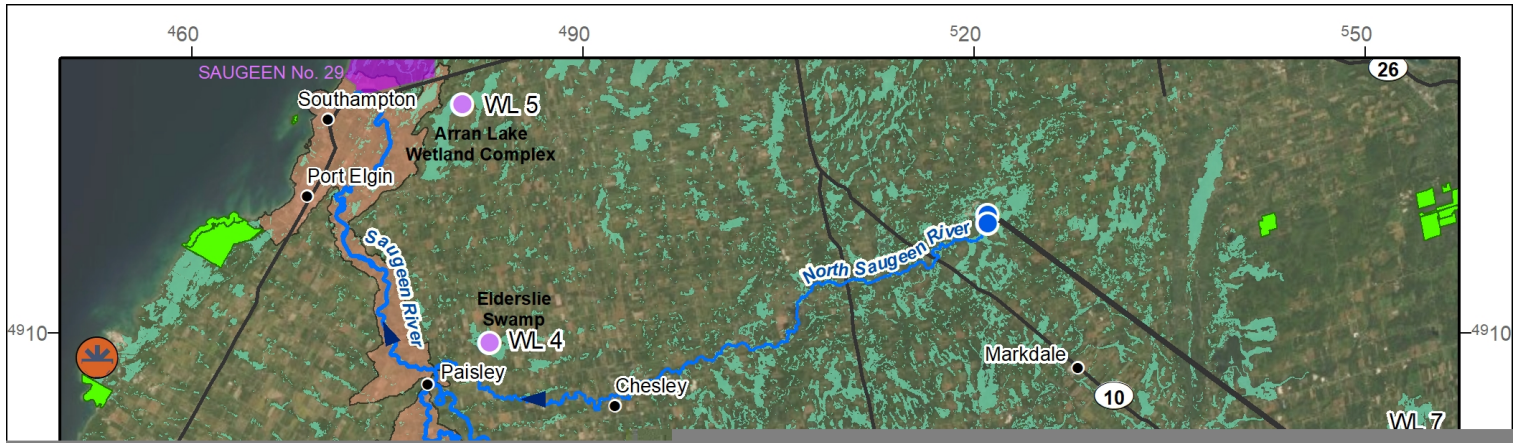 460
490
520
550
26
SAUGEEN No. 29
Southampton
WL 5
Arran Lake
Wetland Complex
Port Elgin
Saugeen River
North Saugeen River
Elderslie
Swamp
WL 4
4910
4910
Markdale
Paisley
Chesley
10
WL 7